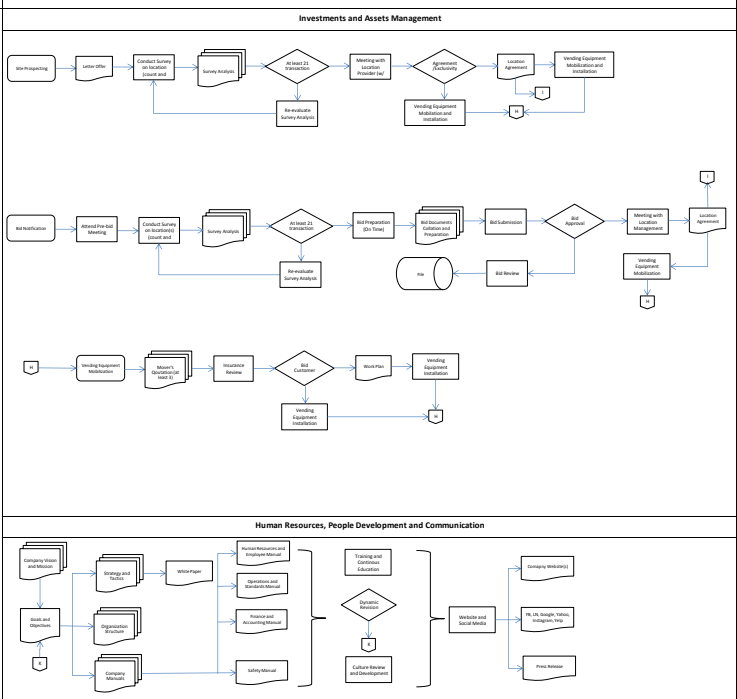 Investments and Assets Management
Site Prospecting
Letter Offer
Conduct Survey
on location
(count and
Survey Analysis
At least 21
transaction
Meeting with
Location
Provider (w/
Agreement
/Exclusivity
Location
Agreement
Vending Equipment
Mobilization and
Installation
Re-evaluate
Survey Analysis
Vending Equipment
Mobilation and
Installation
I
H
I
Bid Notification
Attend Pre-bid
Meeting
Conduct Survey
on location(s)
(count and
Survey Analysis
At least 21
transaction
Bid Preparation
(On Time)
Bid Documents
Collation and
Preparation
Bid Submission
Bid
Approval
Meeting with
Location
Management
Location
Agreement
Re-evaluate
Survey Analysis
File
Bid Review
Vending
Equipment
Mobilization
H
H
Vending Equipment
Mobilization
Mover's
Qoutation (at
least 3)
Insurance
Review
Bid
Customer
Work Plan
Vending
Equipment
Installation
Vending
Equipment
Installation
H
Human Resources, People Development and Communication
Company Vision
and Mission
Strategy and
Tactics
White Paper
Human Resources and
Employee Manual
Training and
Continous
Education
Company Website(s)
Operations and
Standards Manual
Goals and
Objectives
Organization
Structure
Finance and
Accounting Manual
Dynamic
Revision
Website and
Social Media
FB, LN, Google, Yahoo,
Instagram, Yelp
K
K
Company
Manuals
Safety Manual
Culture Review
and Development
Press Release